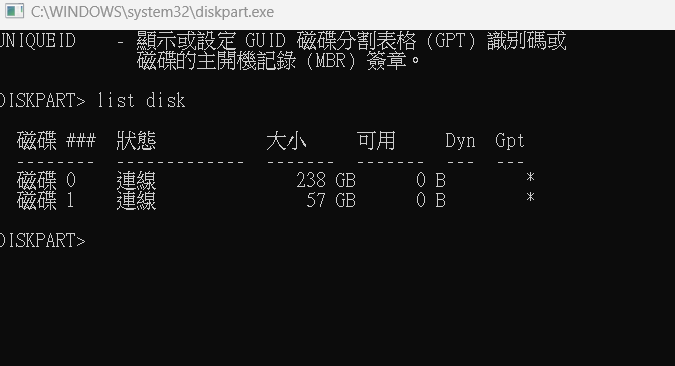 C:\WINDOWS\system32\diskpart.exe
UNIQUEID    - 顯示或設定 GUID 磁碟分割表格 (GPT) 識別碼或
磁碟的主開機記錄 (MBR) 簽章。
DISKPART> list disk
磁碟 ###  狀態           大小     可用     Dyn  Gpt
--------  -------------  -------  -------  ---  ---
磁碟 0    連線              238 GB      0 B        *
磁碟 1    連線               57 GB      0 B        *
DISKPART>